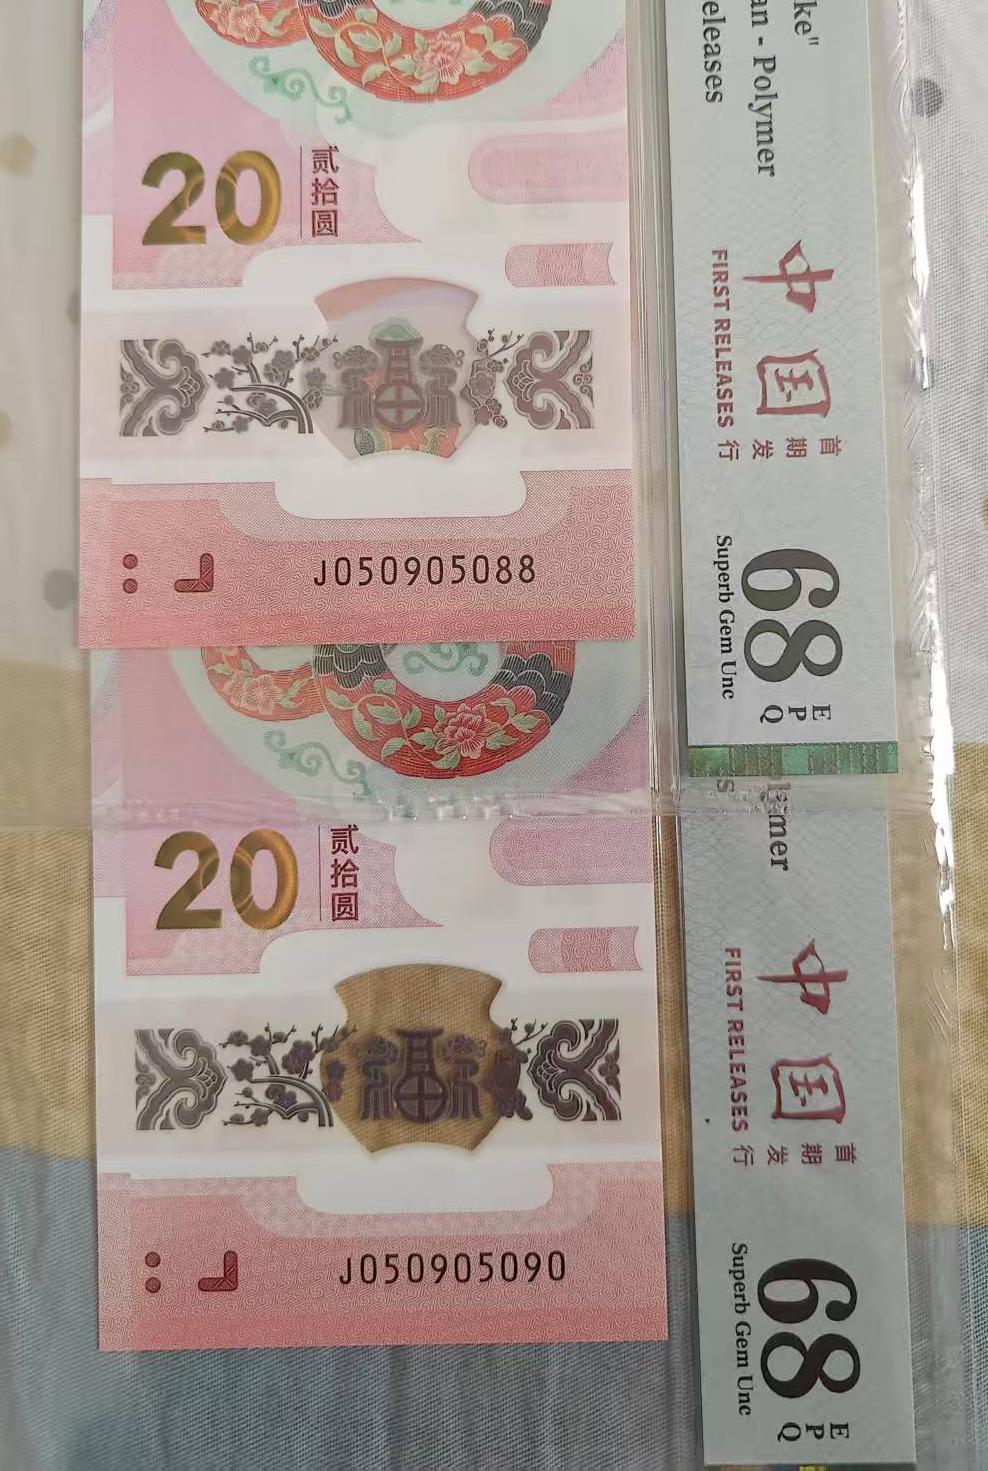 20
贰拾圆
J050905088
ke"
an - Polymer
eleases
中国
FIRST RELEASES
首期发行
68
EPQ
Superb Gem Unc
20
贰拾圆
J050905090
mer
中国
FIRST RELEASES
首期发行
68
EPQ
Superb Gem Unc